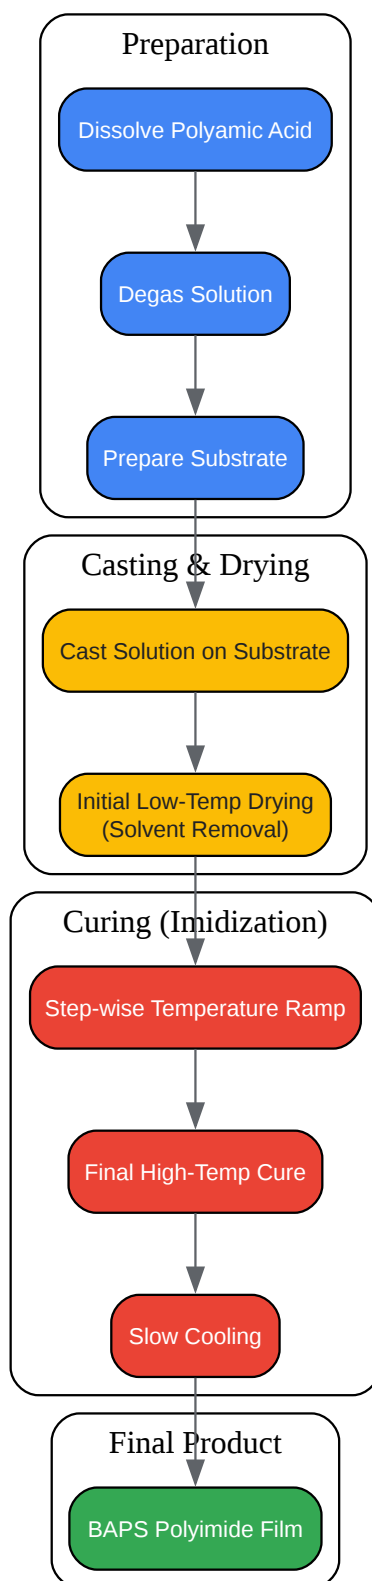 Preparation
Dissolve Polyamic Acid
Degas Solution
Prepare Substrate
Casting & Drying
Cast Solution on Substrate
Initial Low-Temp Drying
(Solvent Removal)
Curing (Imidization)
Step-wise Temperature Ramp
Final High-Temp Cure
Slow Cooling
Final Product
BAPS Polyimide Film